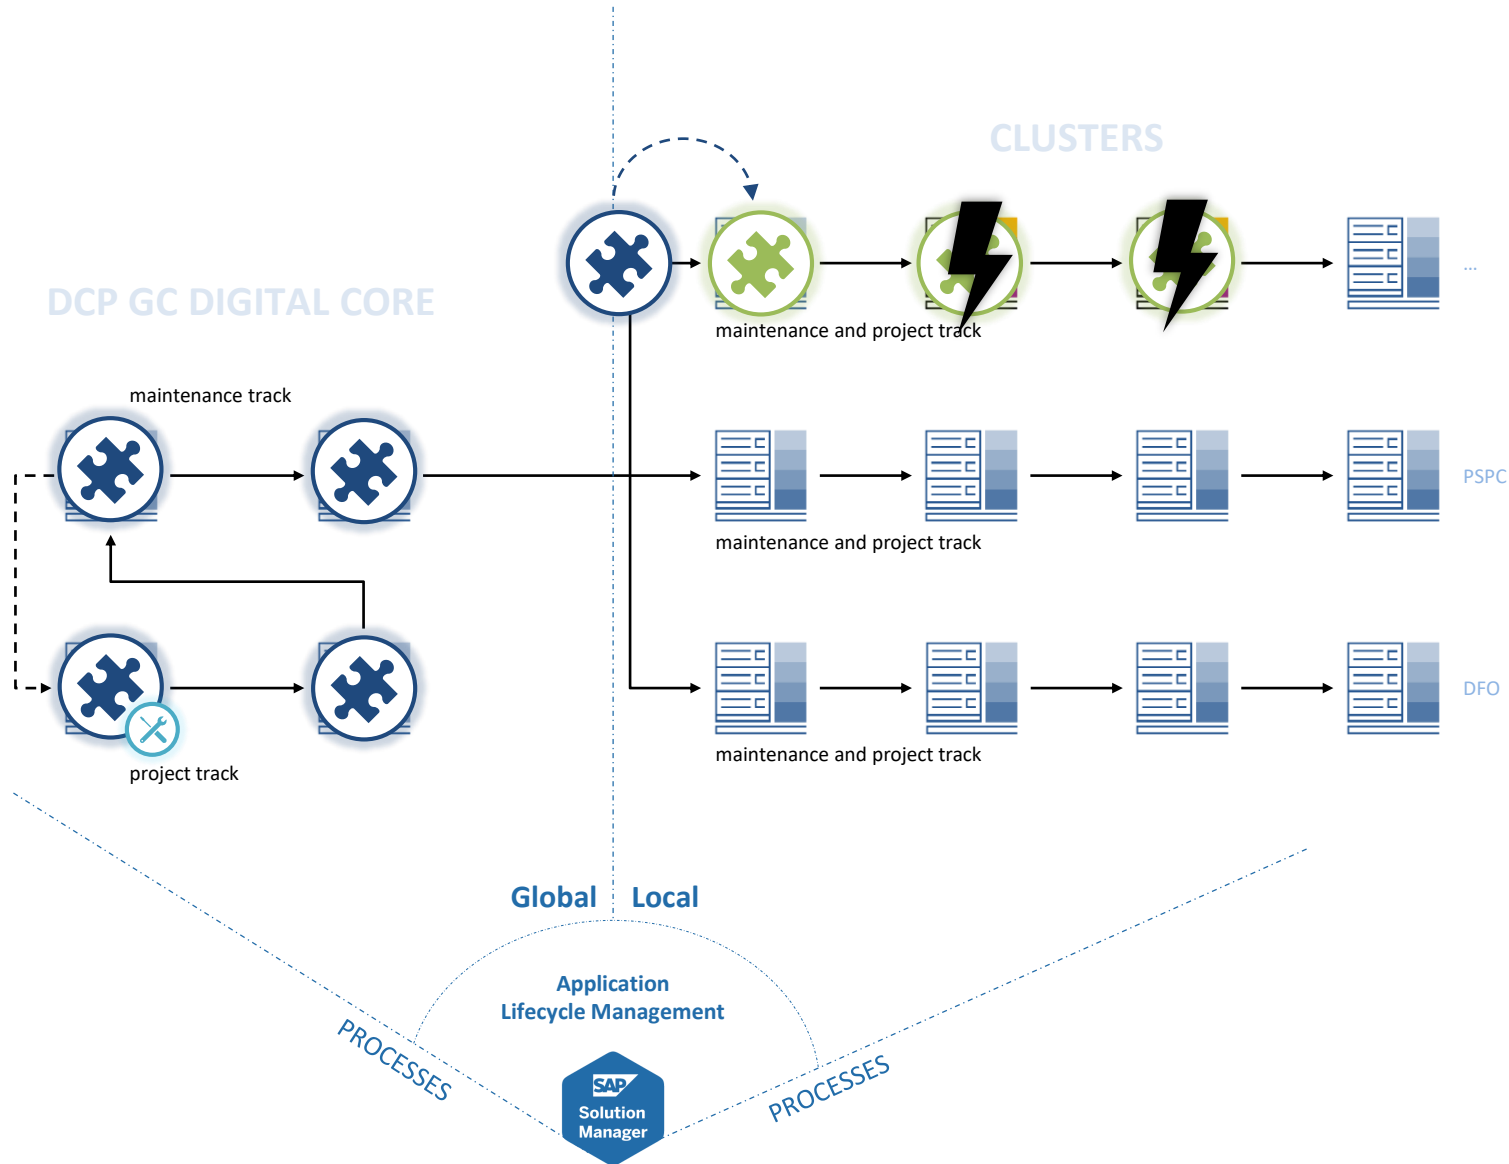 CLUSTERS
DCP GC DIGITAL CORE
...
maintenance and project track
maintenance track
PSPC
maintenance and project track
DFO
maintenance and project track
project track
Global
Local
Application
Lifecycle Management
PROCESSES
PROCESSES
SAP
Solution
Manager